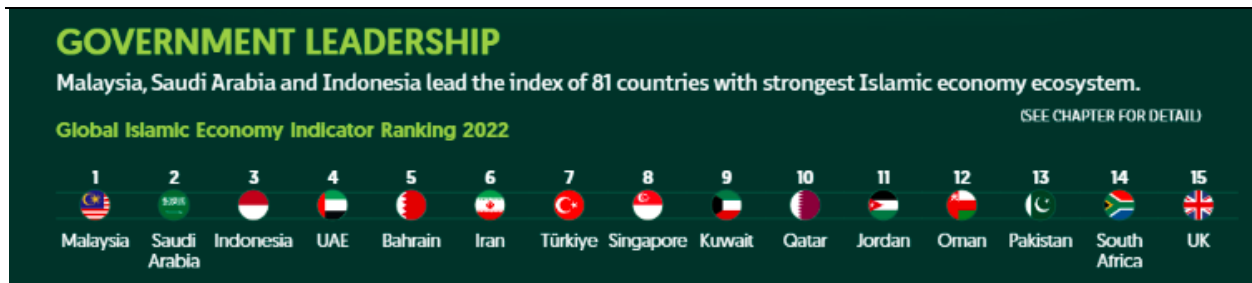 GOVERNMENT LEADERSHIP
Malaysia, Saudi Arabia and Indonesia lead the index of 81 countries with strongest Islamic economy ecosystem.
(SEE CHAPTER FOR DETAIL)
Global Islamic Economy Indicator Ranking 2022
1 2 3 4 5 6 7 8 9 10 11 12 13 14 15
Malaysia Saudi Indonesia UAE Bahrain Iran Türkiye Singapore Kuwait Qatar Jordan Oman Pakistan South UK
Arabia Africa